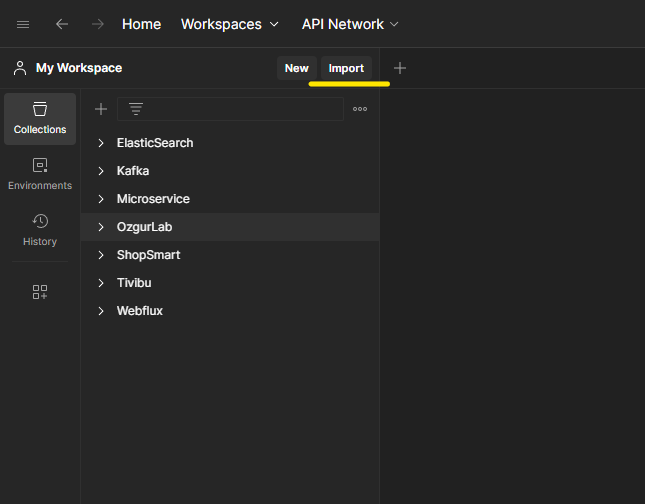 Home Workspaces API Network
My Workspace New Import
Collections
Environments
History
ElasticSearch
Kafka
Microservice
OzgurLab
ShopSmart
Tivibu
Webflux